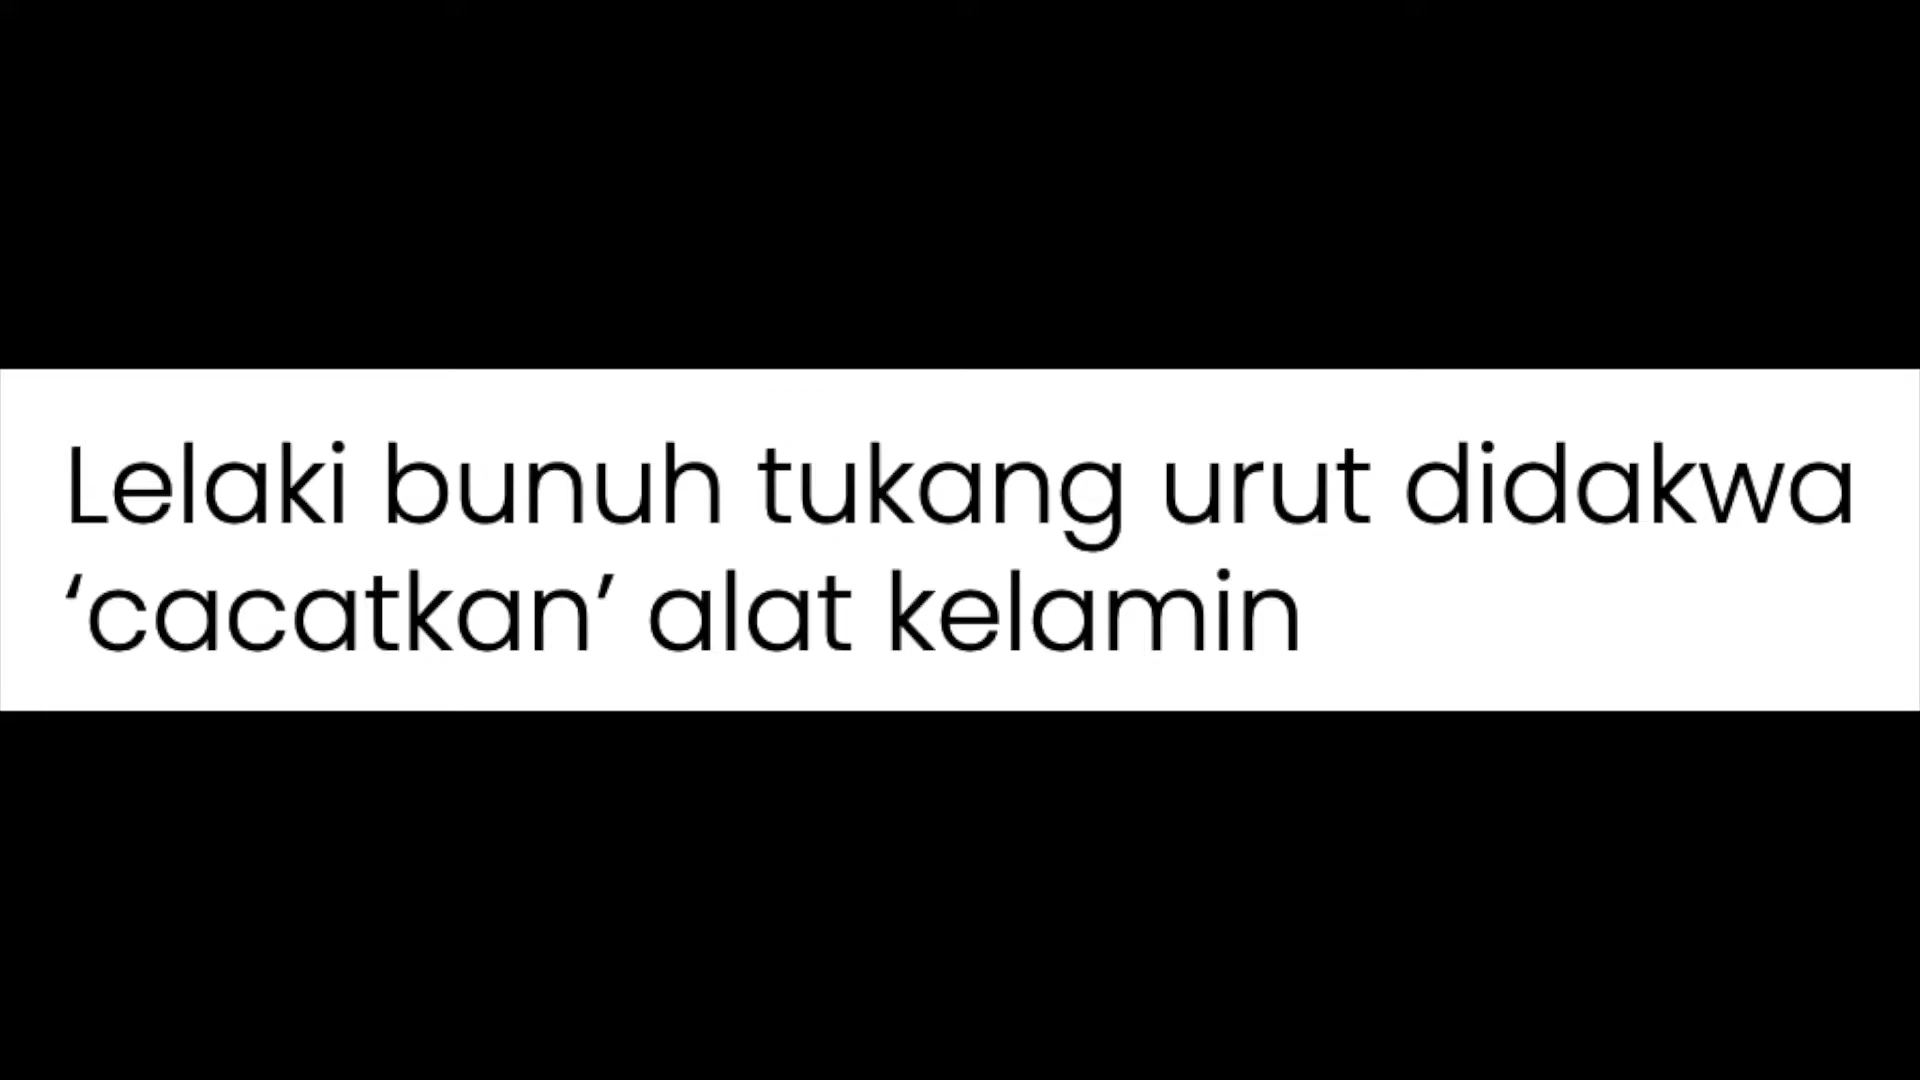 Lelaki bunuh tukang urut didakwa
‘cacatkan’ alat kelamin